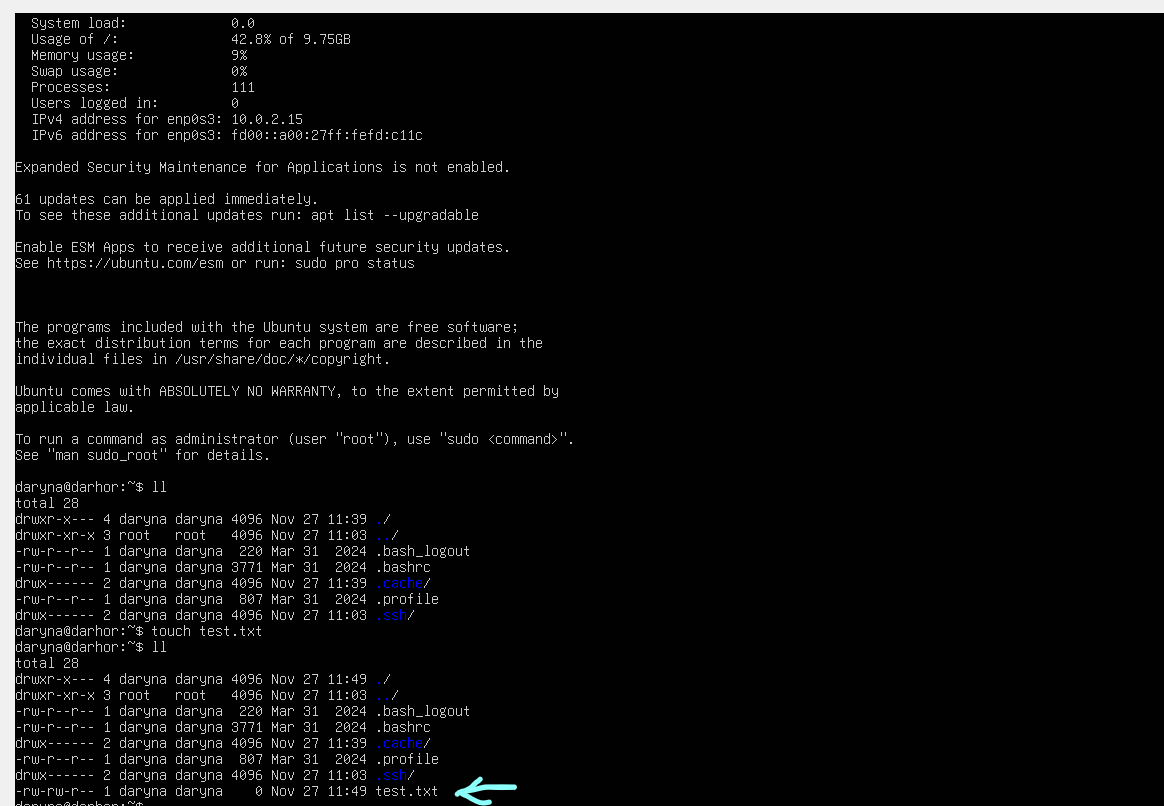 System load:             0.0
Usage of /:              42.8% of 9.75GB
Memory usage:            9%
Swap usage:              0%
Processes:               111
Users logged in:         0
IPv4 address for enp0s3: 10.0.2.15
IPv6 address for enp0s3: fd00::a00:27ff:fefd:c11c
Expanded Security Maintenance for Applications is not enabled.
61 updates can be applied immediately.
To see these additional updates run: apt list --upgradable
Enable ESM Apps to receive additional future security updates.
See https://ubuntu.com/esm or run: sudo pro status
The programs included with the Ubuntu system are free software;
the exact distribution terms for each program are described in the
individual files in /usr/share/doc/*/copyright.
Ubuntu comes with ABSOLUTELY NO WARRANTY, to the extent permitted by
applicable law.
To run a command as administrator (user "root"), use "sudo <command>".
See "man sudo_root" for details.
daryna@darhor:~$ ll
total 28
drwxr-x--- 4 daryna daryna 4096 Nov 27 11:39 ./
drwxr-xr-x 3 root   root   4096 Nov 27 11:03 ../
-rw-r--r-- 1 daryna daryna  220 Mar 31  2024 .bash_logout
-rw-r--r-- 1 daryna daryna 3771 Mar 31  2024 .bashrc
drwx------ 2 daryna daryna 4096 Nov 27 11:39 .cache/
-rw-r--r-- 1 daryna daryna  807 Mar 31  2024 .profile
drwx------ 2 daryna daryna 4096 Nov 27 11:03 .ssh/
daryna@darhor:~$ touch test.txt
daryna@darhor:~$ ll
total 28
drwxr-x--- 4 daryna daryna 4096 Nov 27 11:49 ./
drwxr-xr-x 3 root   root   4096 Nov 27 11:03 ../
-rw-r--r-- 1 daryna daryna  220 Mar 31  2024 .bash_logout
-rw-r--r-- 1 daryna daryna 3771 Mar 31  2024 .bashrc
drwx------ 2 daryna daryna 4096 Nov 27 11:39 .cache/
-rw-r--r-- 1 daryna daryna  807 Mar 31  2024 .profile
drwx------ 2 daryna daryna 4096 Nov 27 11:03 .ssh/
-rw-rw-r-- 1 daryna daryna    0 Nov 27 11:49 test.txt
daryna@darhor:~$